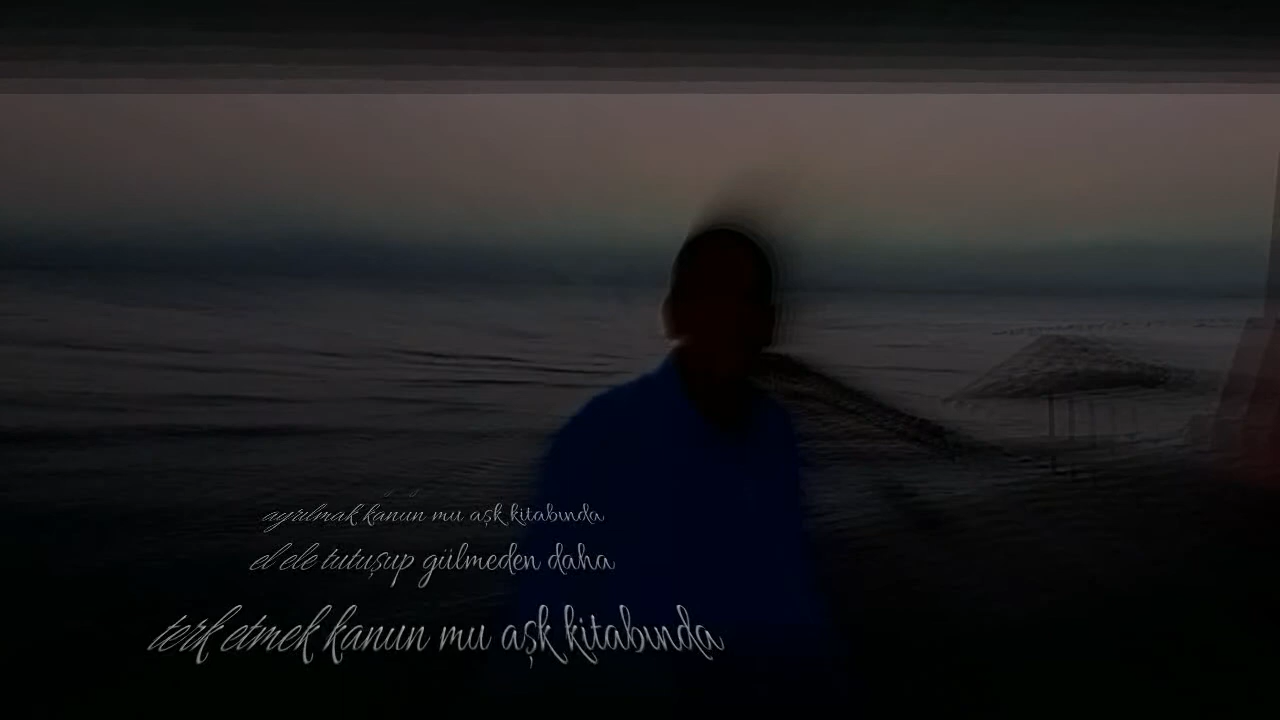 ayrılmak kanun mu aşk kitabında
el ele tutuşup gülmeden daha
terk etmek kanun mu aşk kitabında